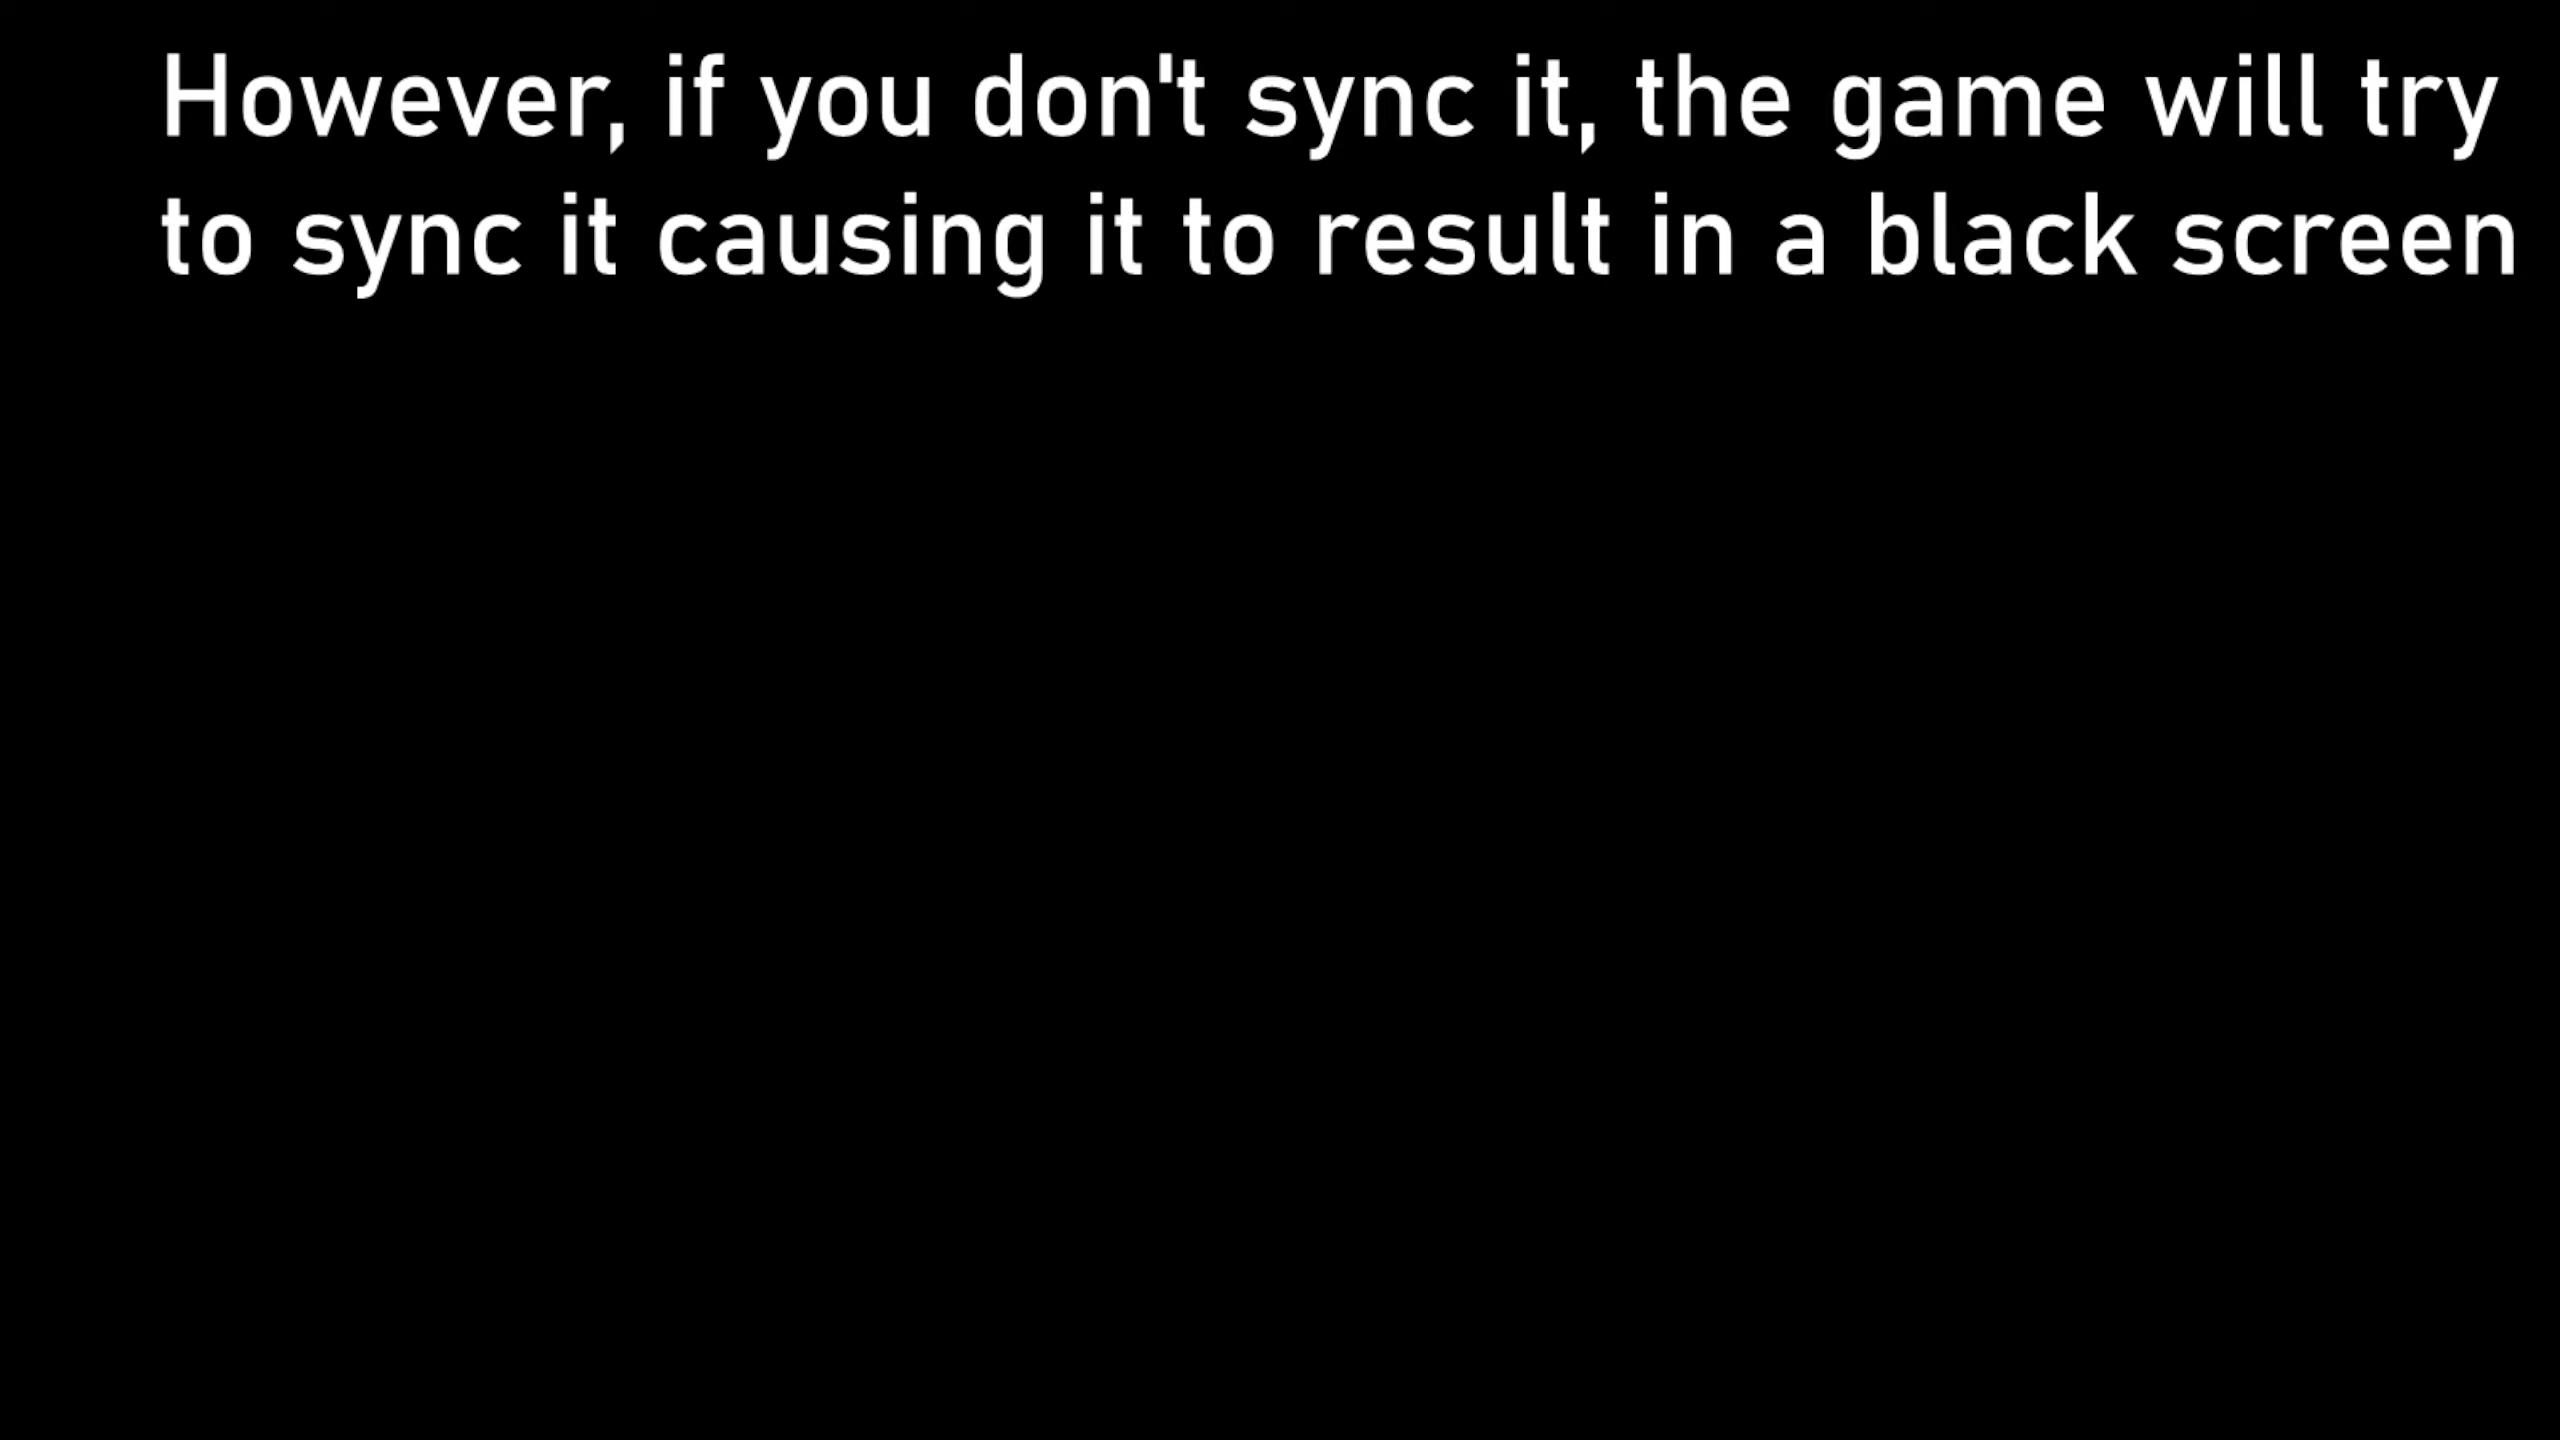 However, if you don't sync it, the game will try
to sync it causing it to result in a black screen